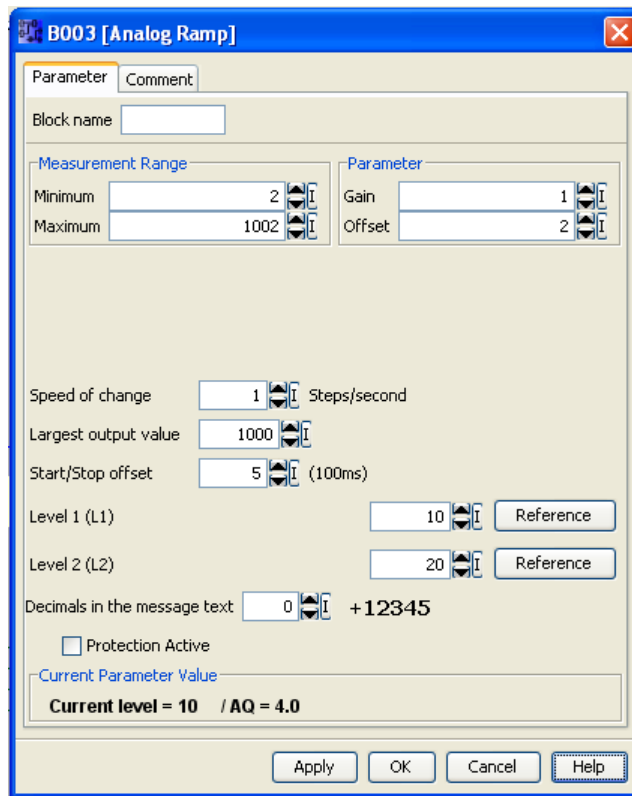 B003 [Analog Ramp]
Parameter Comment
Block name
Measurement Range
Minimum 2
Maximum 1002
Parameter
Gain 1
Offset 2
Speed of change 1 Steps/second
Largest output value 1000
Start/Stop offset 5 (100ms)
Level 1 (L1) 10 Reference
Level 2 (L2) 20 Reference
Decimals in the message text 0 +12345
Protection Active
Current Parameter Value
Current level = 10 / AQ = 4.0
Apply OK Cancel Help